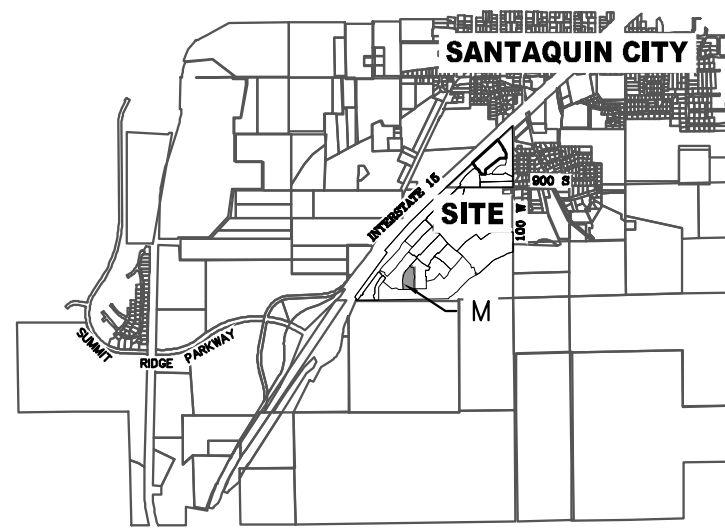 SANTAQUIN CITY
INTERSTATE 15
900 S
SITE
100 W
M
SUMMIT RIDGE PARKWAY